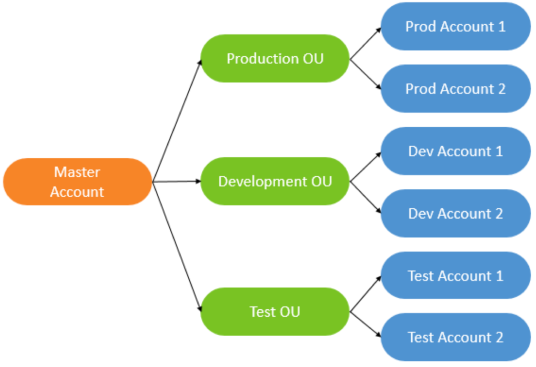 Master
Account
Production OU
Development OU
Test OU
Prod Account 1
Prod Account 2
Dev Account 1
Dev Account 2
Test Account 1
Test Account 2